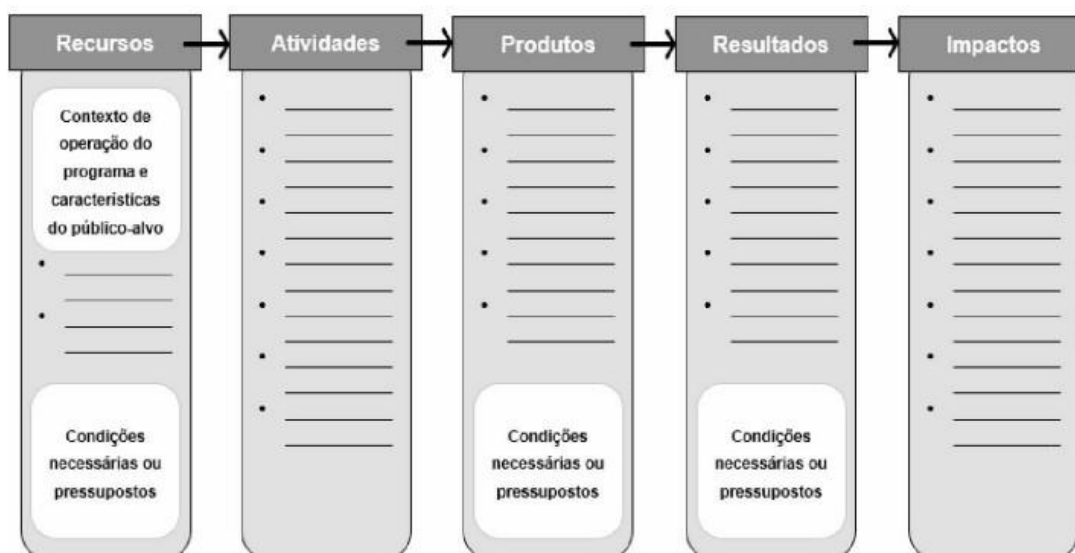 Recursos
Atividades
Produtos
Resultados
Impactos
Contexto de
operação do
programa e
características
do público-alvo
Condições
necessárias ou
pressupostos
Condições
necessárias ou
pressupostos
Condições
necessárias ou
pressupostos